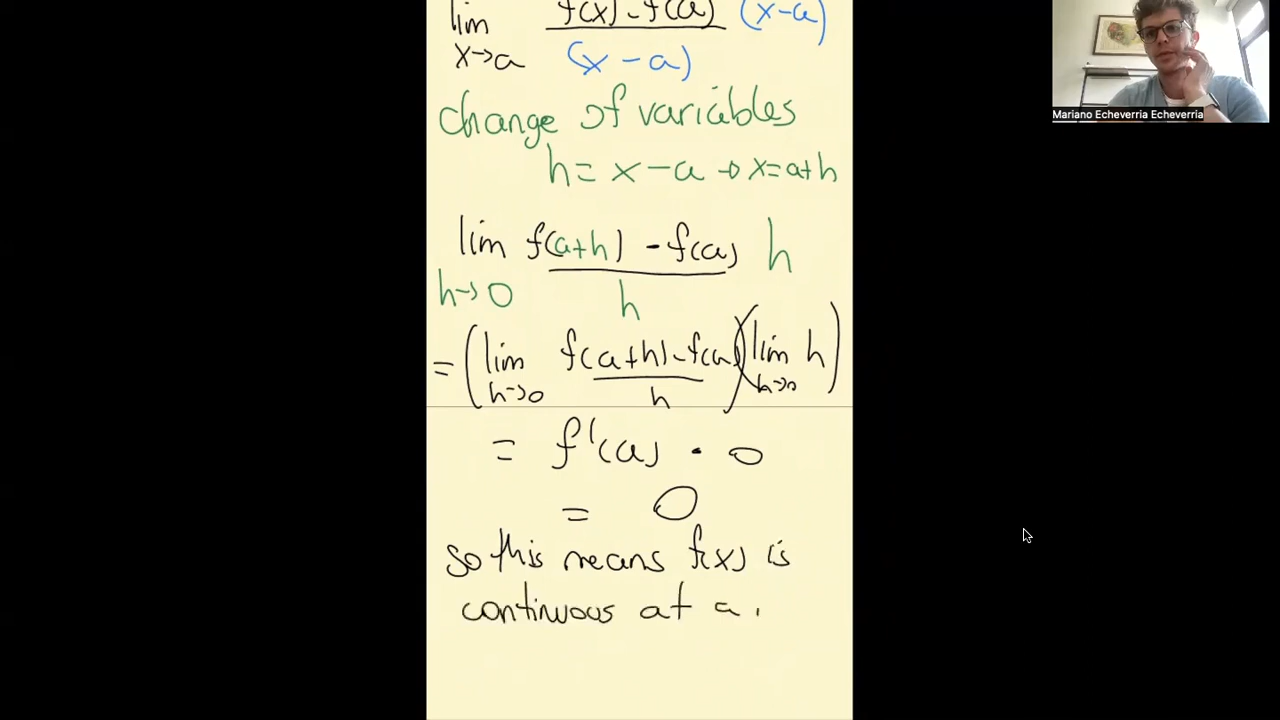 lim f(x) - f(a) (x-a)
x→a (x-a)
change of variables
h = x-a → x=a+h
lim f(a+h) - f(a) h
h→0 h
= (lim f(a+h) - f(a))(lim h)
h→0 h h→0
= f'(a) · 0
= 0
so this means f(x) is
continuous at a.
Mariano Echeverria Echeverria